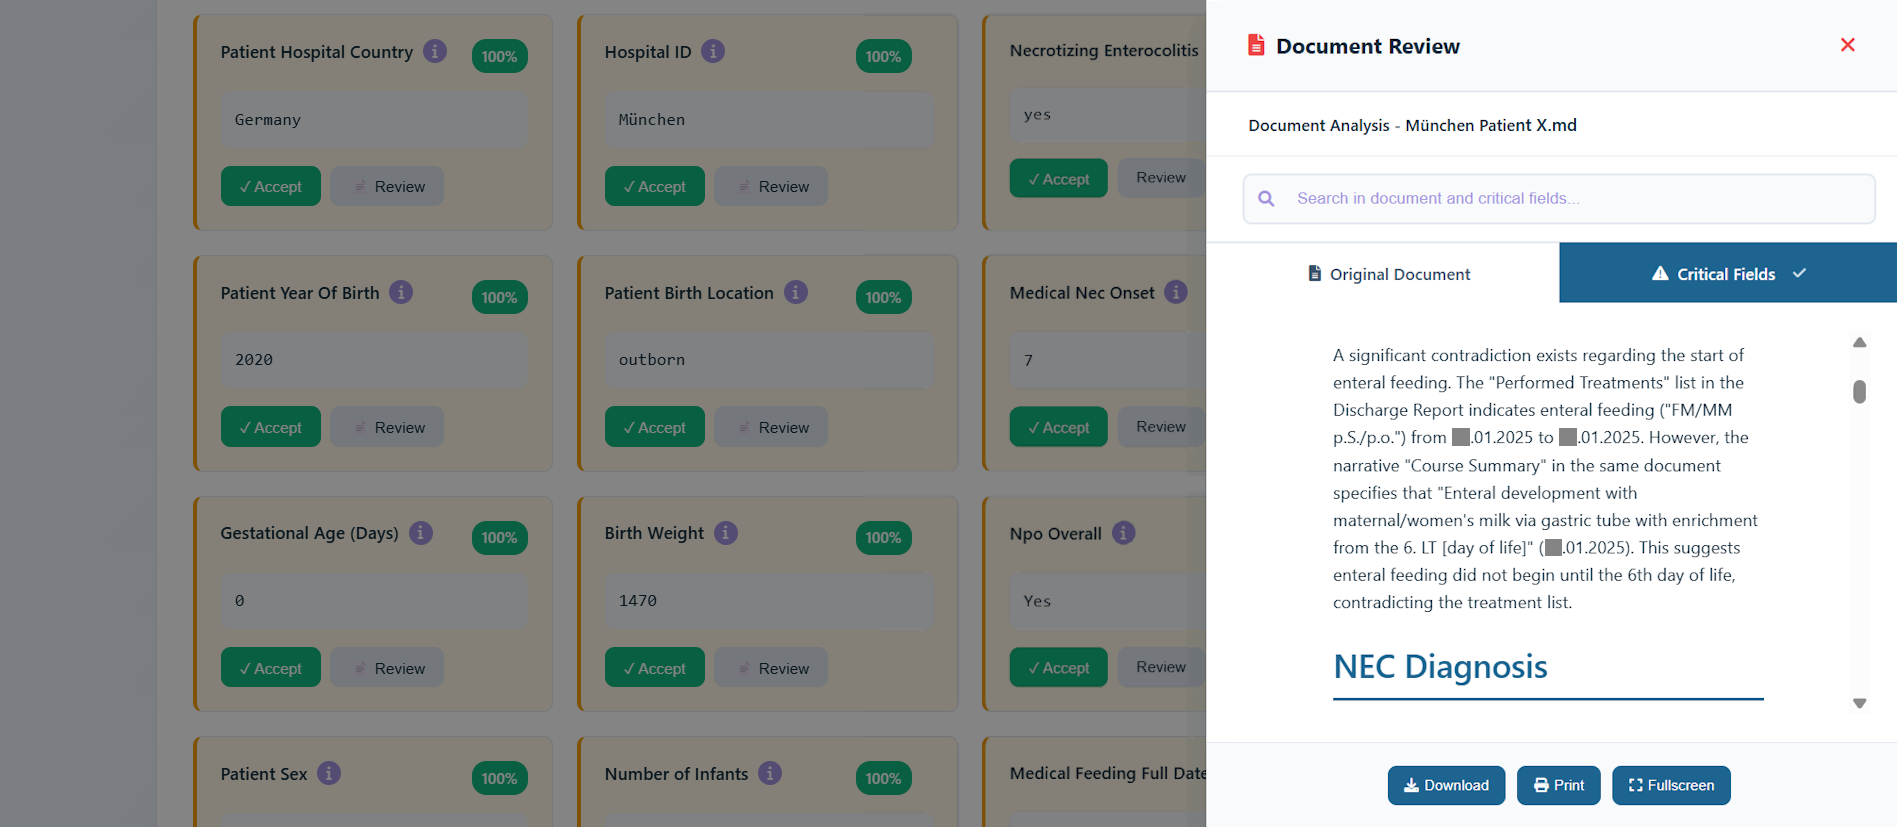 Patient Hospital Country
100%
Germany
✓ Accept
Review
Hospital ID
100%
München
✓ Accept
Review
Necrotizing Enterocolitis
yes
✓ Accept
Review
Patient Year Of Birth
100%
2020
✓ Accept
Review
Patient Birth Location
100%
outborn
✓ Accept
Review
Medical Nec Onset
7
✓ Accept
Review
Gestational Age (Days)
100%
0
✓ Accept
Review
Birth Weight
100%
1470
✓ Accept
Review
Npo Overall
Yes
✓ Accept
Review
Patient Sex
100%
Number of Infants
100%
Medical Feeding Full Date
Document Review
Document Analysis - München Patient X.md
Search in document and critical fields...
Original Document
Critical Fields
A significant contradiction exists regarding the start of
enteral feeding. The "Performed Treatments" list in the
Discharge Report indicates enteral feeding ("FM/MM
p.S./p.o.") from .01.2025 to .01.2025. However, the
narrative "Course Summary" in the same document
specifies that "Enteral development with
maternal/women's milk via gastric tube with enrichment
from the 6. LT [day of life]" (.01.2025). This suggests
enteral feeding did not begin until the 6th day of life,
contradicting the treatment list.
NEC Diagnosis
Download
Print
Fullscreen